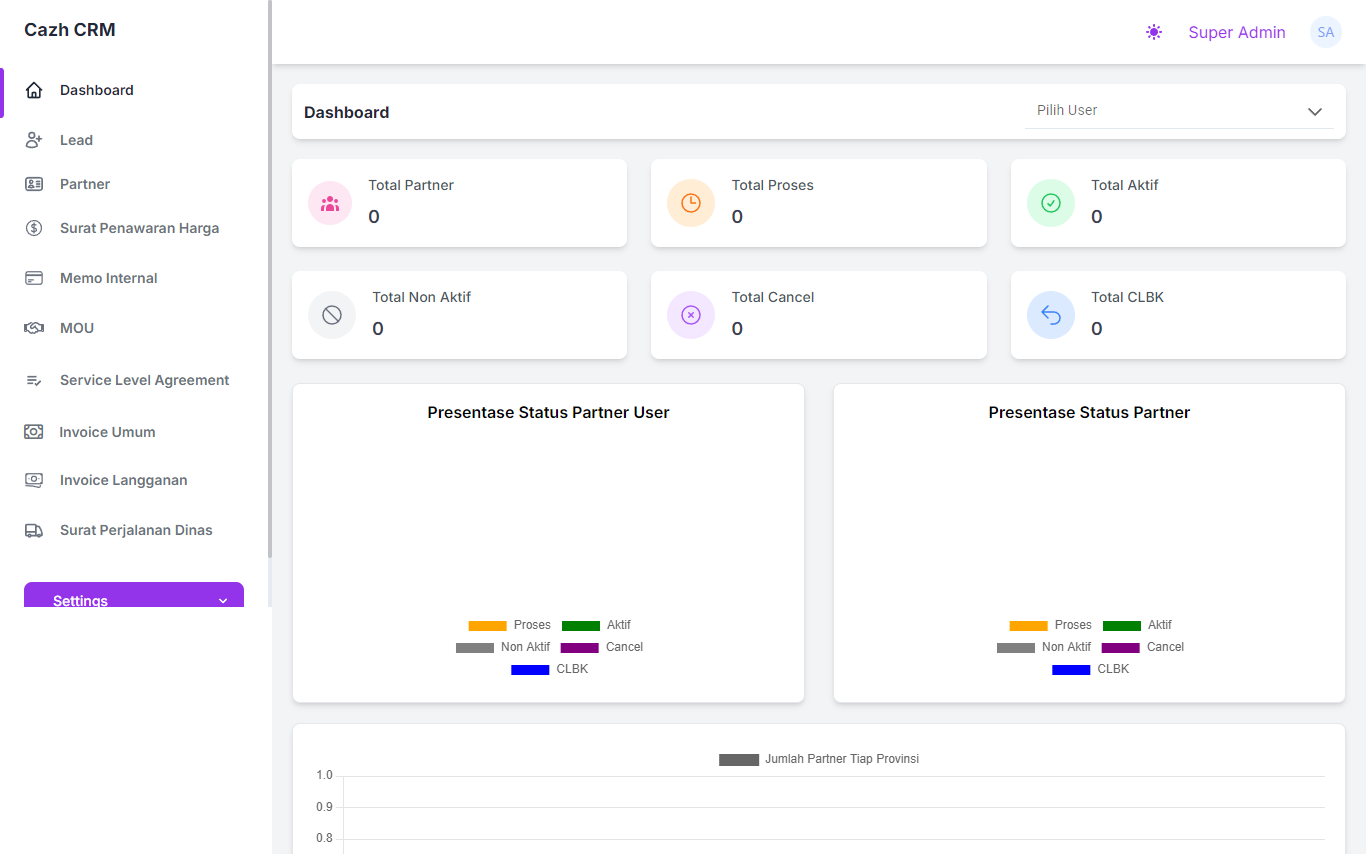 Cazh CRM
Super Admin
SA
Dashboard
Lead
Partner
Surat Penawaran Harga
Memo Internal
MOU
Service Level Agreement
Invoice Umum
Invoice Langganan
Surat Perjalanan Dinas
Settings
Dashboard
Pilih User
Total Partner
0
Total Proses
0
Total Aktif
0
Total Non Aktif
0
Total Cancel
0
Total CLBK
0
Presentase Status Partner User
Proses
Aktif
Non Aktif
Cancel
CLBK
Presentase Status Partner
Proses
Aktif
Non Aktif
Cancel
CLBK
Jumlah Partner Tiap Provinsi
1.0
0.9
0.8